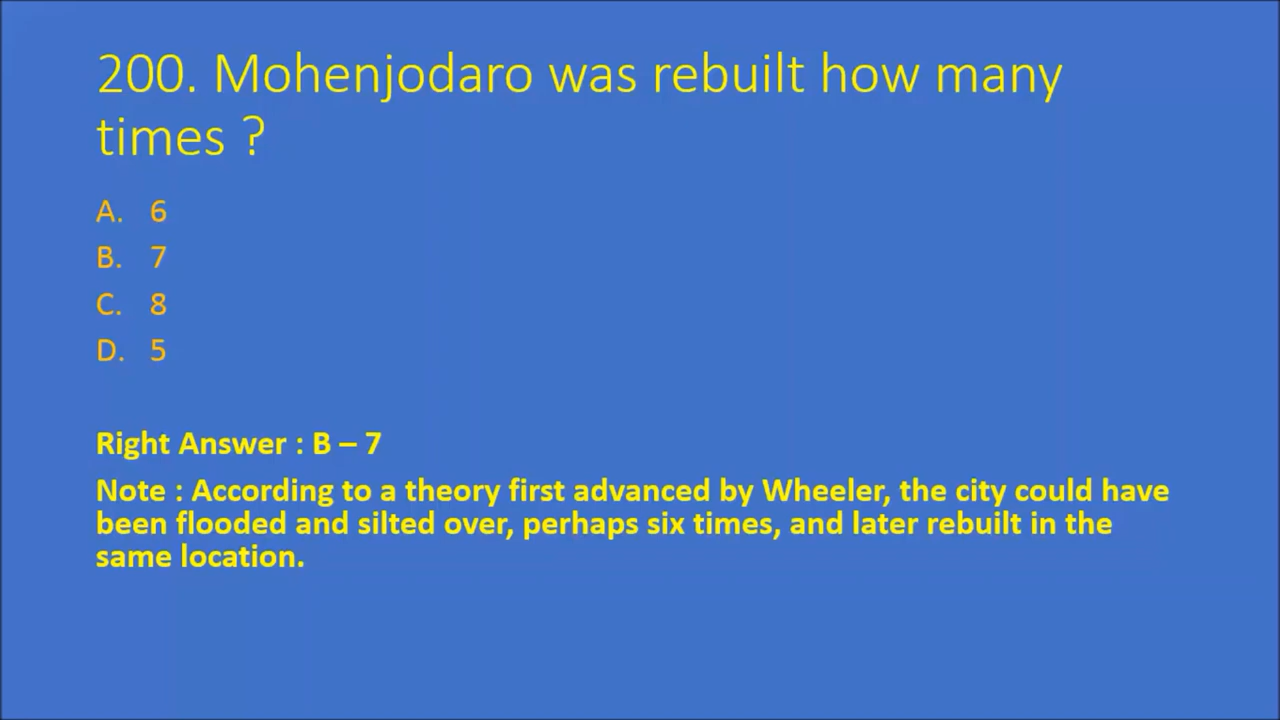 200. Mohenjodaro was rebuilt how many
times ?
A. 6
B. 7
C. 8
D. 5
Right Answer : B – 7
Note : According to a theory first advanced by Wheeler, the city could have
been flooded and silted over, perhaps six times, and later rebuilt in the
same location.